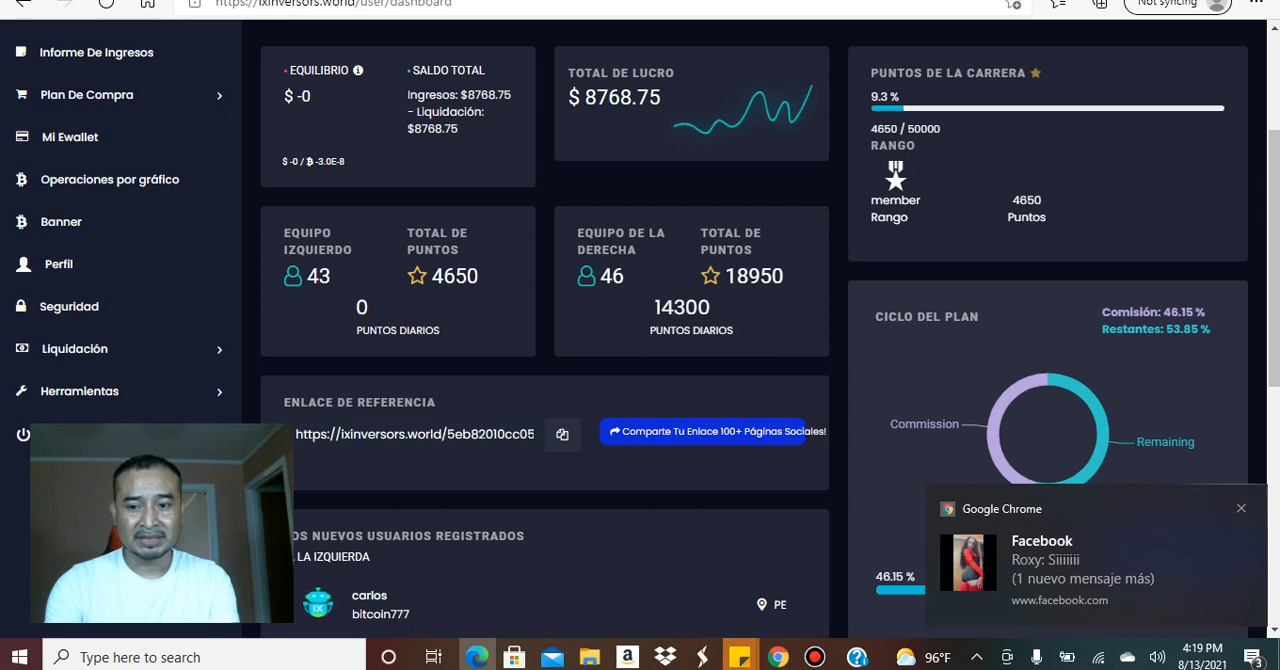 https://ixinversors.world/user/dashboard
Not syncing
Informe De Ingresos
Plan De Compra
Mi Ewallet
Operaciones por gráfico
Banner
Perfil
Seguridad
Liquidación
Herramientas
EQUILIBRIO
$ -0
$ -0 / ₿ -3.0E-8
SALDO TOTAL
Ingresos: $8768.75
- Liquidación:
$8768.75
TOTAL DE LUCRO
$ 8768.75
PUNTOS DE LA CARRERA
9.3 %
4650 / 50000
RANGO
member
Rango
4650
Puntos
EQUIPO
IZQUIERDO
43
TOTAL DE
PUNTOS
4650
0
PUNTOS DIARIOS
EQUIPO DE LA
DERECHA
46
TOTAL DE
PUNTOS
18950
14300
PUNTOS DIARIOS
CICLO DEL PLAN
Comisión: 46.15 %
Restantes: 53.85 %
Commission
Remaining
46.15 %
ENLACE DE REFERENCIA
https://ixinversors.world/5eb82010cc05
Comparte Tu Enlace 100+ Páginas Sociales!
OS NUEVOS USUARIOS REGISTRADOS
LA IZQUIERDA
IX
carlos
bitcoin777
PE
Google Chrome
Facebook
Roxy: Siiiiiii
(1 nuevo mensaje más)
www.facebook.com
Type here to search
96°F
4:19 PM
8/13/2021
3